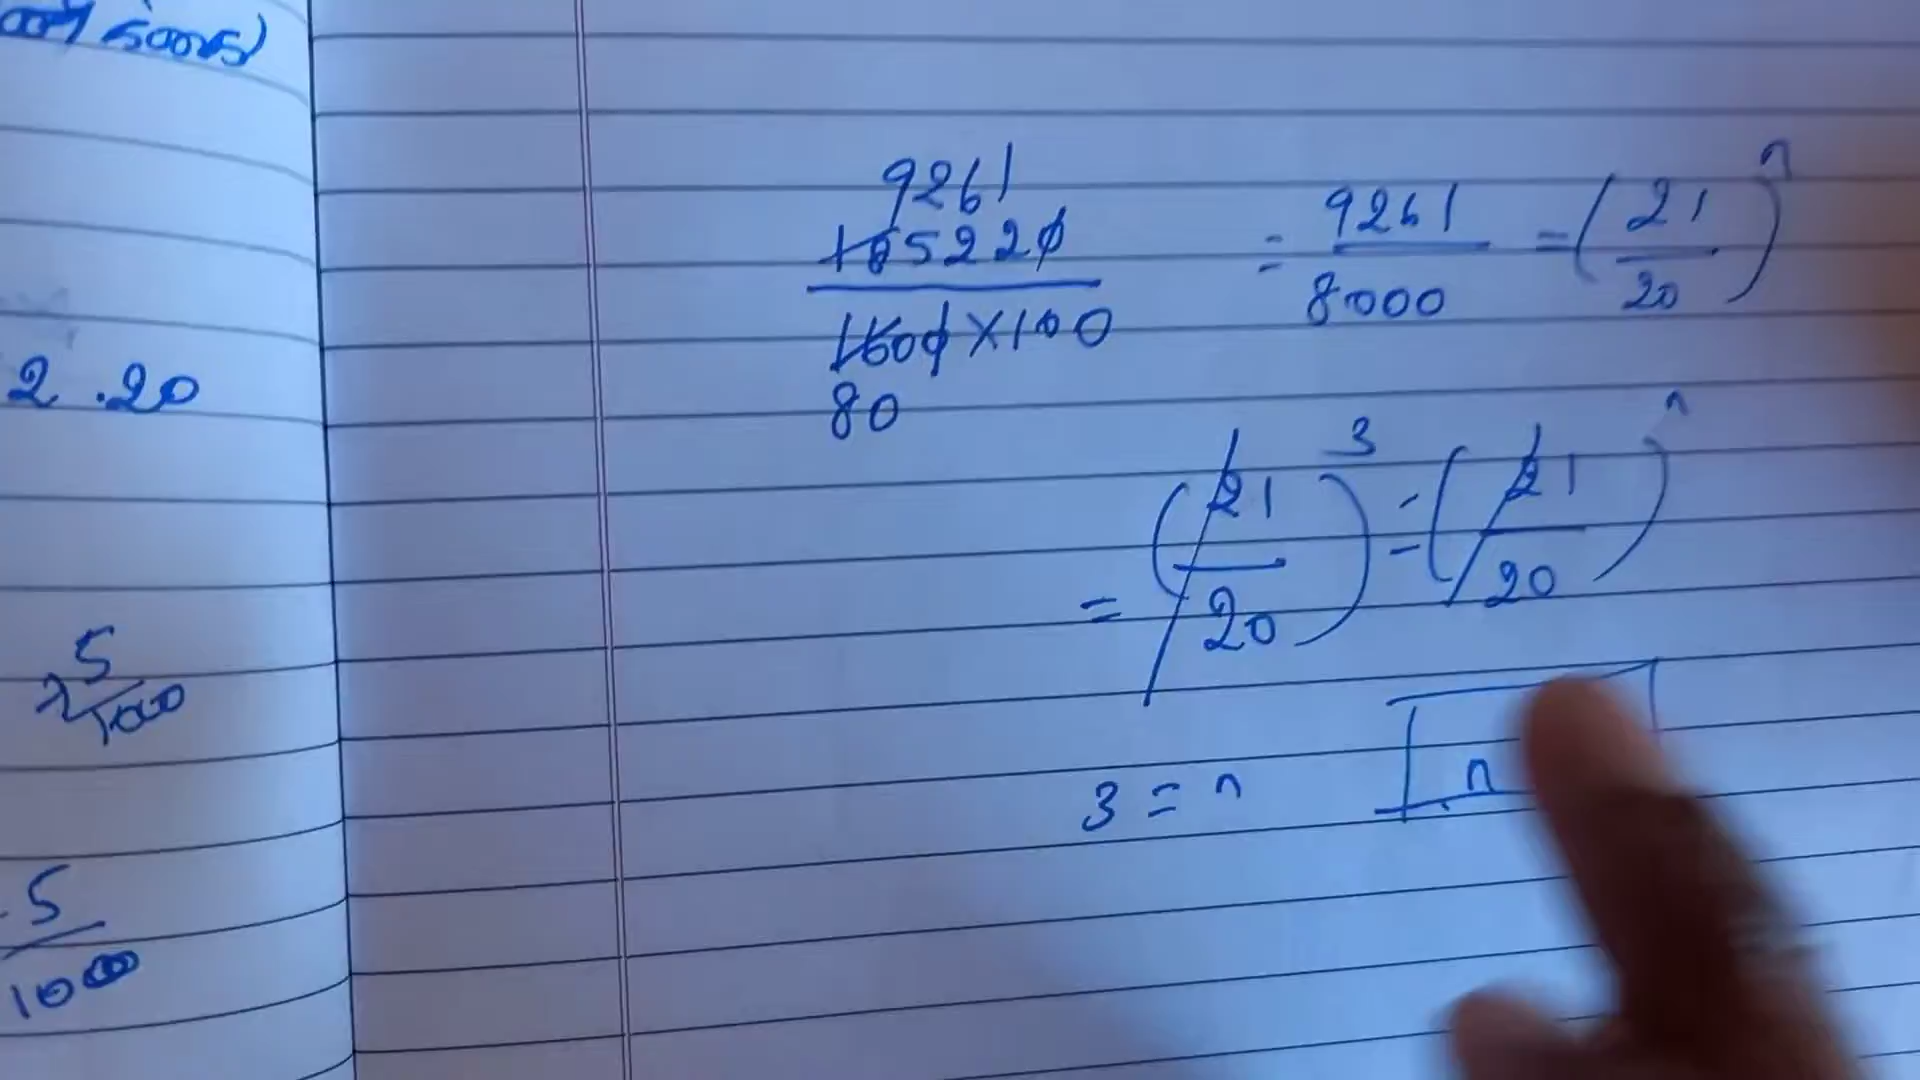 2.20
5
1000
5
1000
9261
185220
1600 X 100
80
= 9261 / 8000 = (21 / 20)^n
= (21 / 20)^3 = (21 / 20)^n
3 = n
n